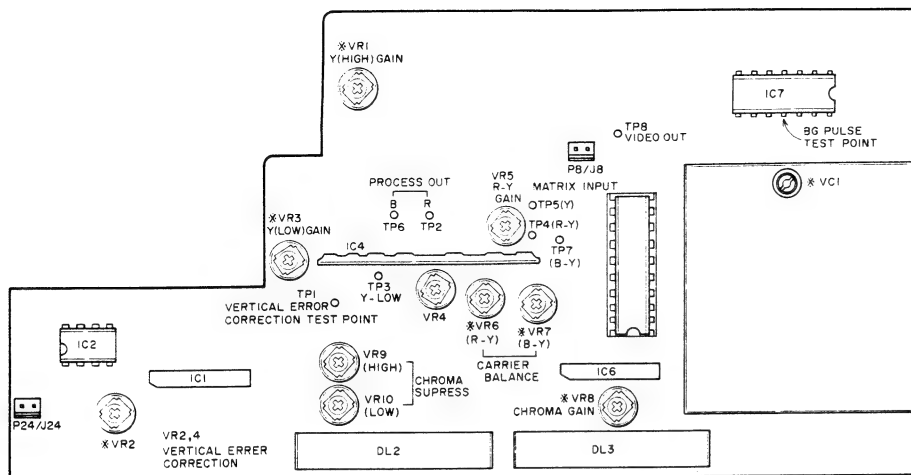 ※VR1
Y(HIGH)GAIN
IC7
BG PULSE
TEST POINT
TP8
VIDEO OUT
P8/J8
※VC1
VR5
R-Y
GAIN
MATRIX INPUT
TP5(Y)
TP4(R-Y)
TP7
(B-Y)
PROCESS OUT
B R
TP6 TP2
※VR3
Y(LOW)GAIN
IC4
TP3
Y-LOW
TP1
VERTICAL ERROR
CORRECTION TEST POINT
VR4
※VR6
(R-Y)
※VR7
(B-Y)
CARRIER
BALANCE
IC2
IC1
P24/J24
※VR2
VR2,4
VERTICAL ERRER
CORRECTION
VR9
(HIGH)
VR10
(LOW)
CHROMA
SUPRESS
IC6
※VR8
CHROMA GAIN
DL2
DL3